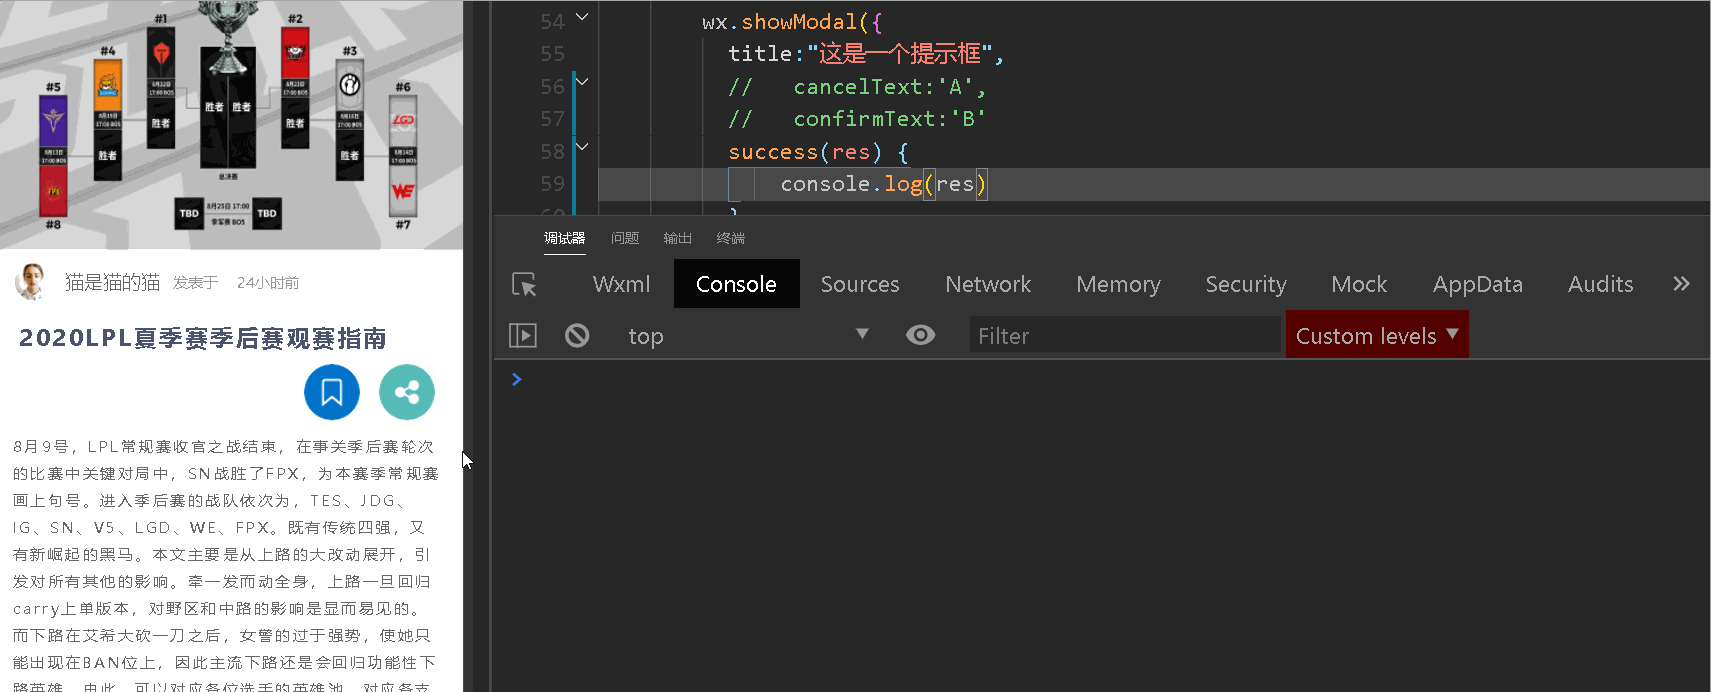 #1
#2
#4
#3
#5
#6
胜者
胜者
胜者
胜者
胜者
胜者
LGD
WE
总决赛
8月25日 17:00
TBD
TBD
季军赛 BO5
#8
#7
猫是猫的猫 发表于 24小时前
2020LPL夏季赛季后赛观赛指南
8月9号，LPL常规赛收官之战结束，在事关季后赛轮次
的比赛中关键对局中，SN战胜了FPX，为本赛季常规赛
画上句号。进入季后赛的战队依次为，TES、JDG、
IG、SN、V5、LGD、WE、FPX。既有传统四强，又
有新崛起的黑马。本文主要是从上路的大改动展开，引
发对所有其他的影响。牵一发而动全身，上路一旦回归
carry上单版本，对野区和中路的影响是显而易见的。
而下路在艾希大砍一刀之后，女警的过于强势，使她只
能出现在BAN位上，因此主流下路还是会回归功能性下
路英雄。由此，可以对应各位选手的英雄池，对应各支
54 wx.showModal({
55 title:"这是一个提示框",
56 // cancelText:'A',
57 // confirmText:'B'
58 success(res) {
59 console.log(res)
60 }
调试器 问题 输出 终端
Wxml Console Sources Network Memory Security Mock AppData Audits »
top ▼ Filter Custom levels ▼
>